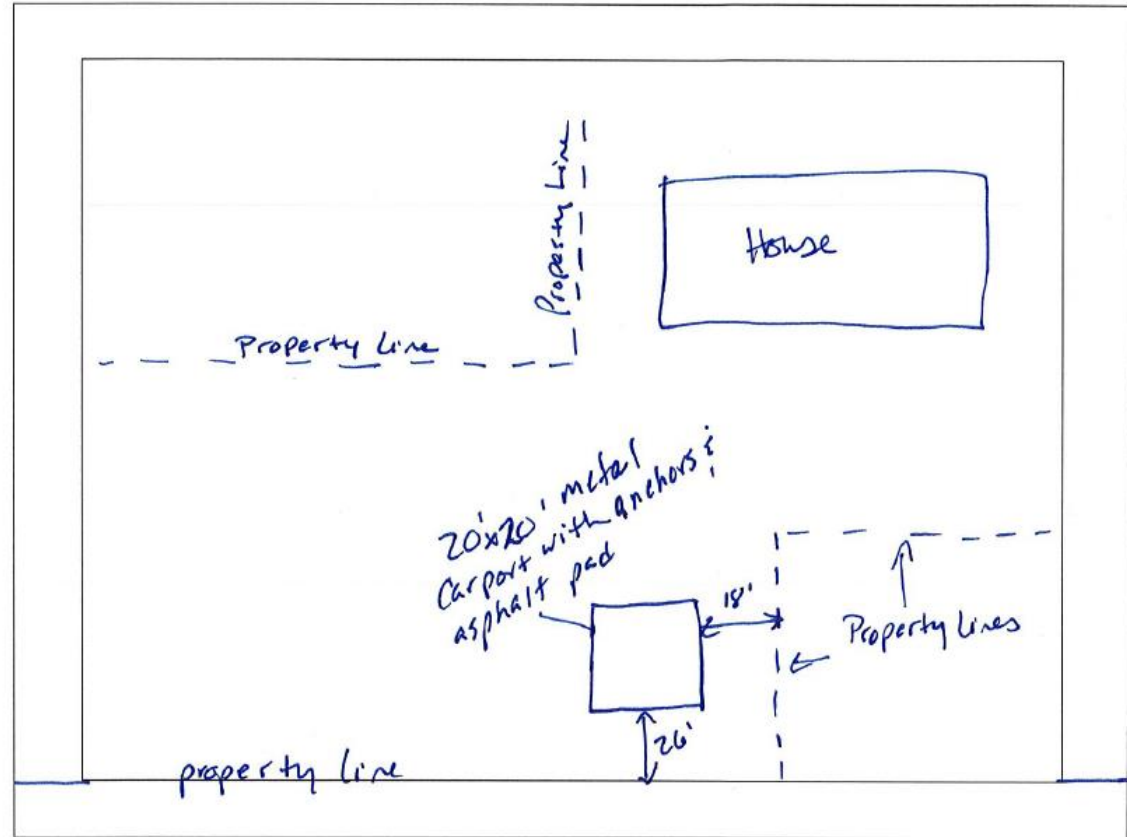 Property Line
House
Property Line
20'x20' metal
Carport with anchors &
asphalt pad
18'
Property Lines
26'
property line